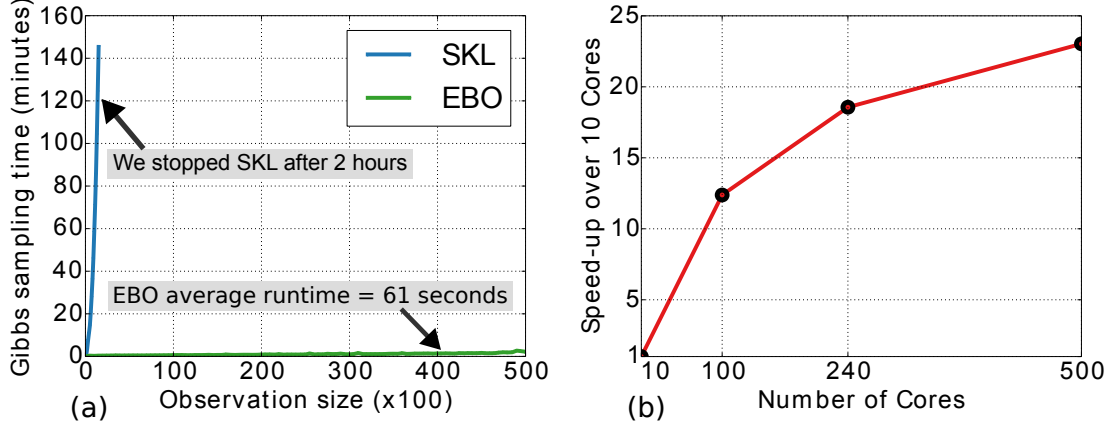 160
140
120
100
80
60
40
20
0
Gibbs sampling time (minutes)
SKL
EBO
We stopped SKL after 2 hours
EBO average runtime = 61 seconds
0 100 200 300 400 500
(a) Observation size (x100)
25
20
15
10
5
1
Speed-up over 10 Cores
10 100 240 500
(b) Number of Cores